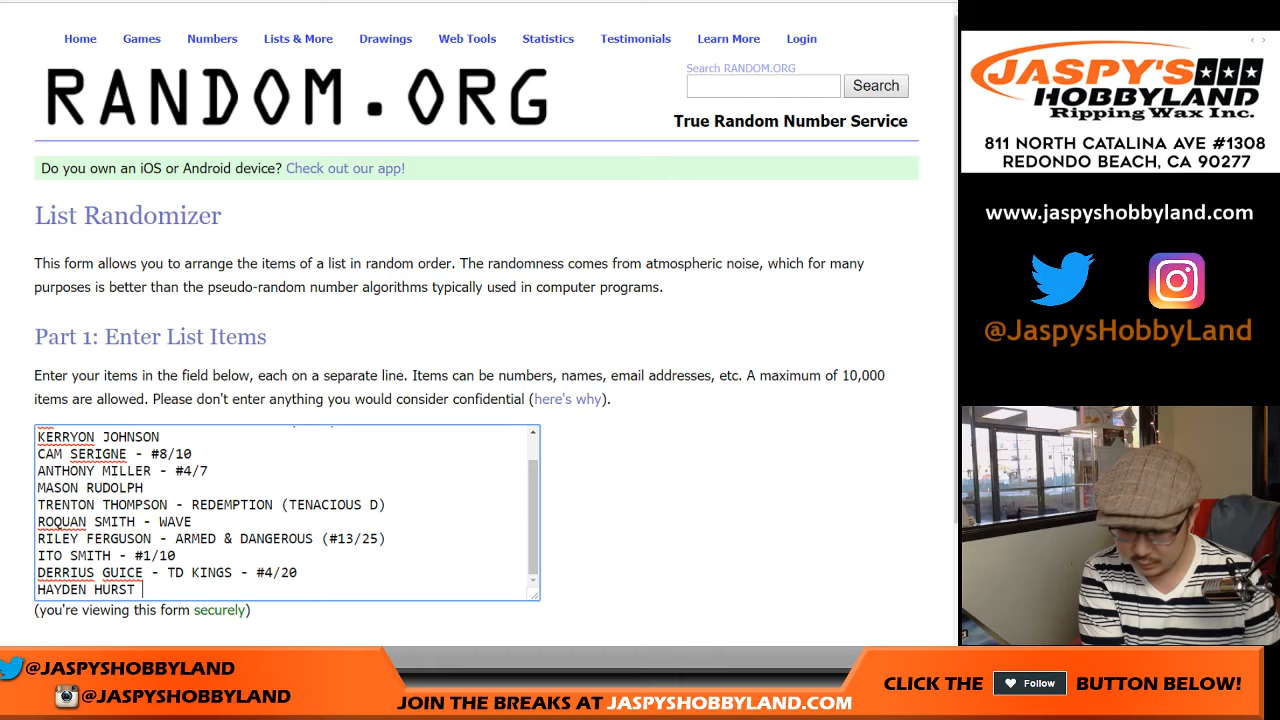 Home Games Numbers Lists & More Drawings Web Tools Statistics Testimonials Learn More Login
RANDOM.ORG
Search RANDOM.ORG
Search
True Random Number Service
Do you own an iOS or Android device? Check out our app!
List Randomizer
This form allows you to arrange the items of a list in random order. The randomness comes from atmospheric noise, which for many
purposes is better than the pseudo-random number algorithms typically used in computer programs.
Part 1: Enter List Items
Enter your items in the field below, each on a separate line. Items can be numbers, names, email addresses, etc. A maximum of 10,000
items are allowed. Please don't enter anything you would consider confidential (here's why).
KERRYON JOHNSON
CAM SERIGNE - #8/10
ANTHONY MILLER - #4/7
MASON RUDOLPH
TRENTON THOMPSON - REDEMPTION (TENACIOUS D)
ROQUAN SMITH - WAVE
RILEY FERGUSON - ARMED & DANGEROUS (#13/25)
ITO SMITH - #1/10
DERRIUS GUICE - TD KINGS - #4/20
HAYDEN HURST
(you're viewing this form securely)
JASPY'S
HOBBYLAND
Ripping Wax Inc.
811 NORTH CATALINA AVE #1308
REDONDO BEACH, CA 90277
www.jaspyshobbyland.com
@JaspysHobbyLand
@JASPYSHOBBYLAND
@JASPYSHOBBYLAND
JOIN THE BREAKS AT JASPYSHOBBYLAND.COM
CLICK THE Follow BUTTON BELOW!